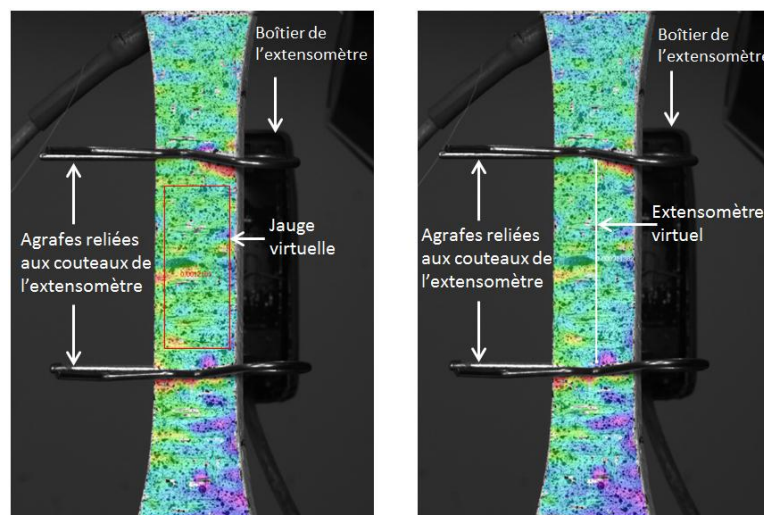 Boîtier de
l'extensomètre
Agrafes reliées
aux couteaux de
l'extensomètre
Jauge
virtuelle
Boîtier de
l'extensomètre
Agrafes reliées
aux couteaux de
l'extensomètre
Extensomètre
virtuel